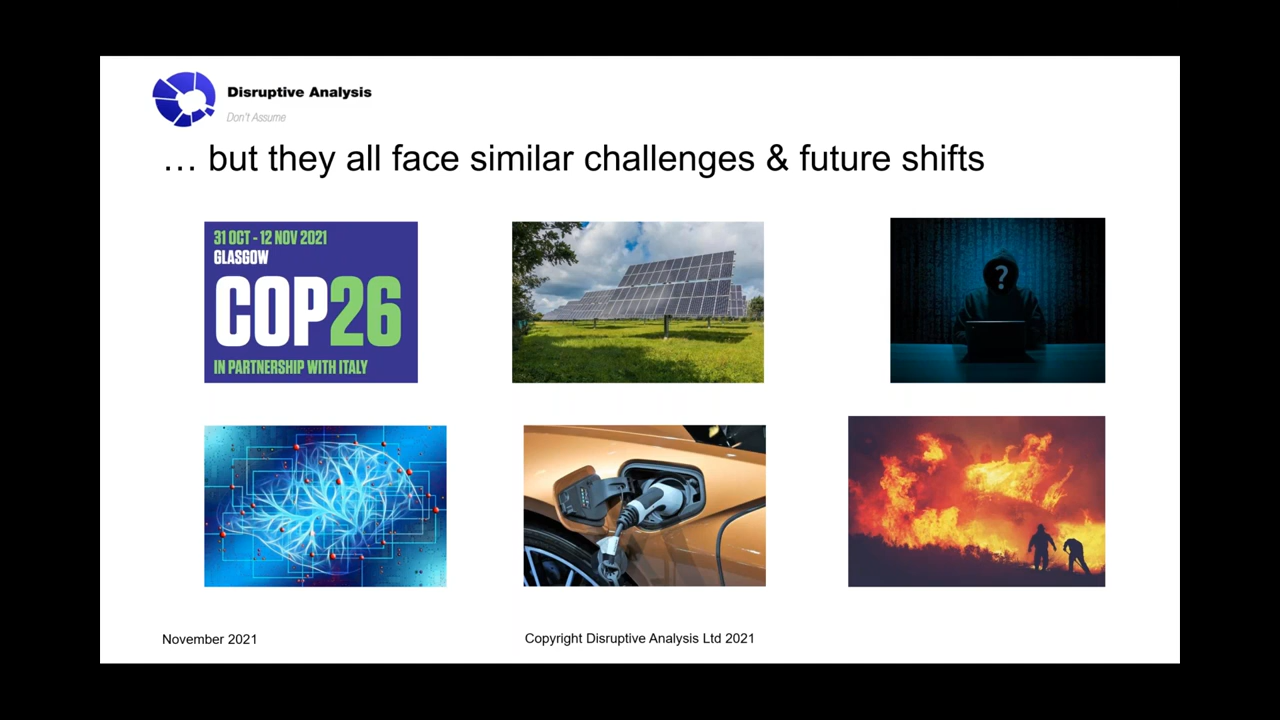 Disruptive Analysis
Don't Assume
… but they all face similar challenges & future shifts
31 OCT - 12 NOV 2021
GLASGOW
COP26
IN PARTNERSHIP WITH ITALY
?
November 2021
Copyright Disruptive Analysis Ltd 2021